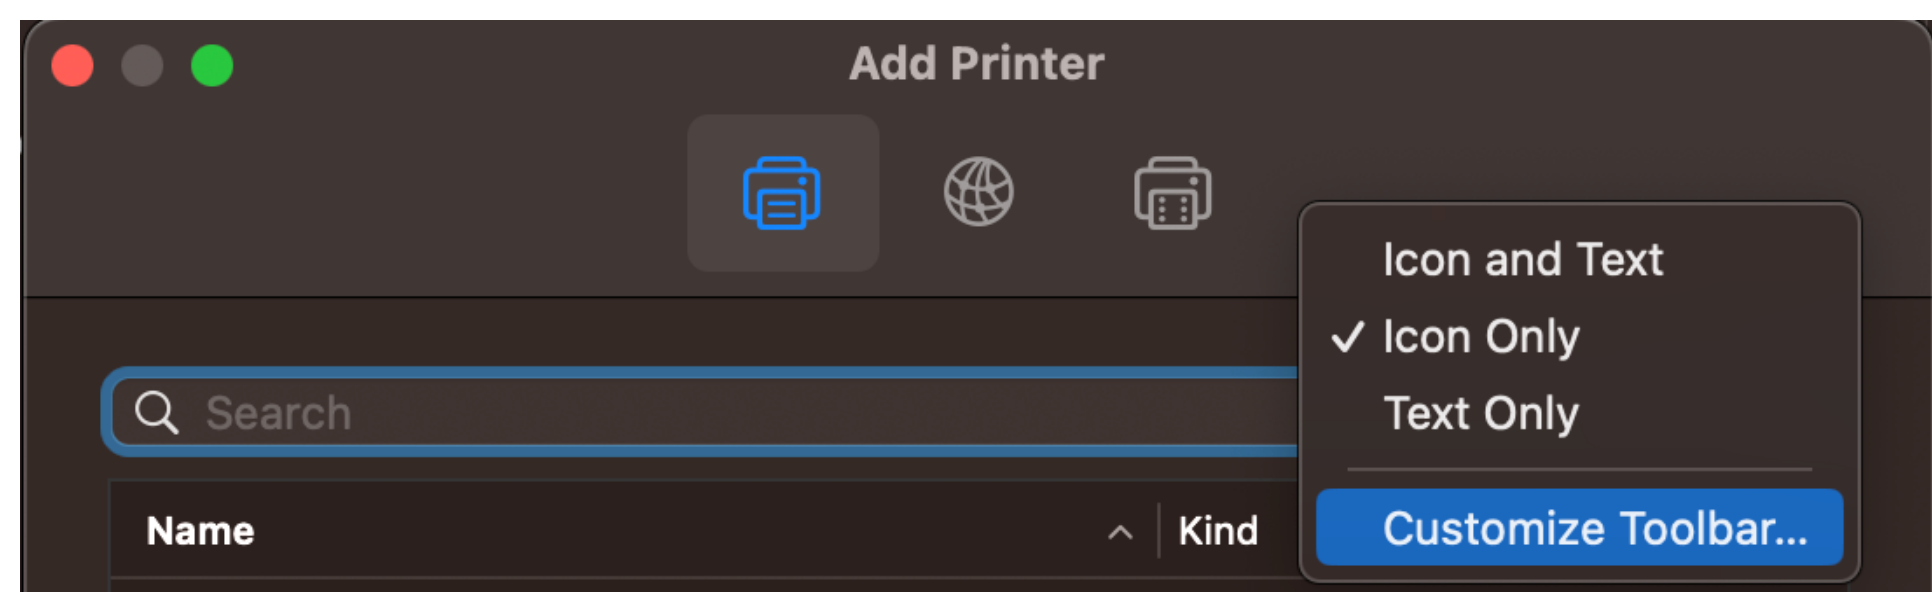 Add Printer
Icon and Text
Icon Only
Text Only
Customize Toolbar...
Search
Name
Kind